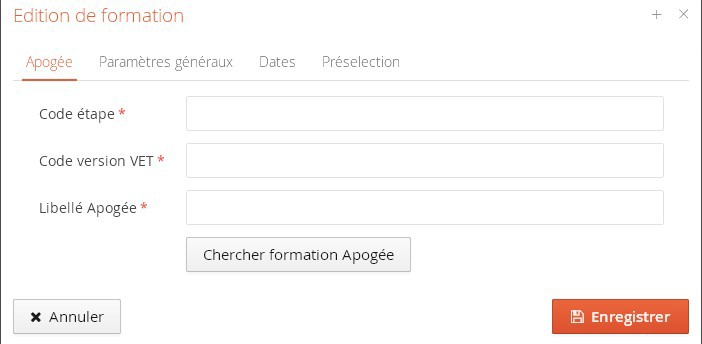 Edition de formation
Apogée Paramètres généraux Dates Préselection
Code étape *
Code version VET *
Libellé Apogée *
Chercher formation Apogée
Annuler Enregistrer